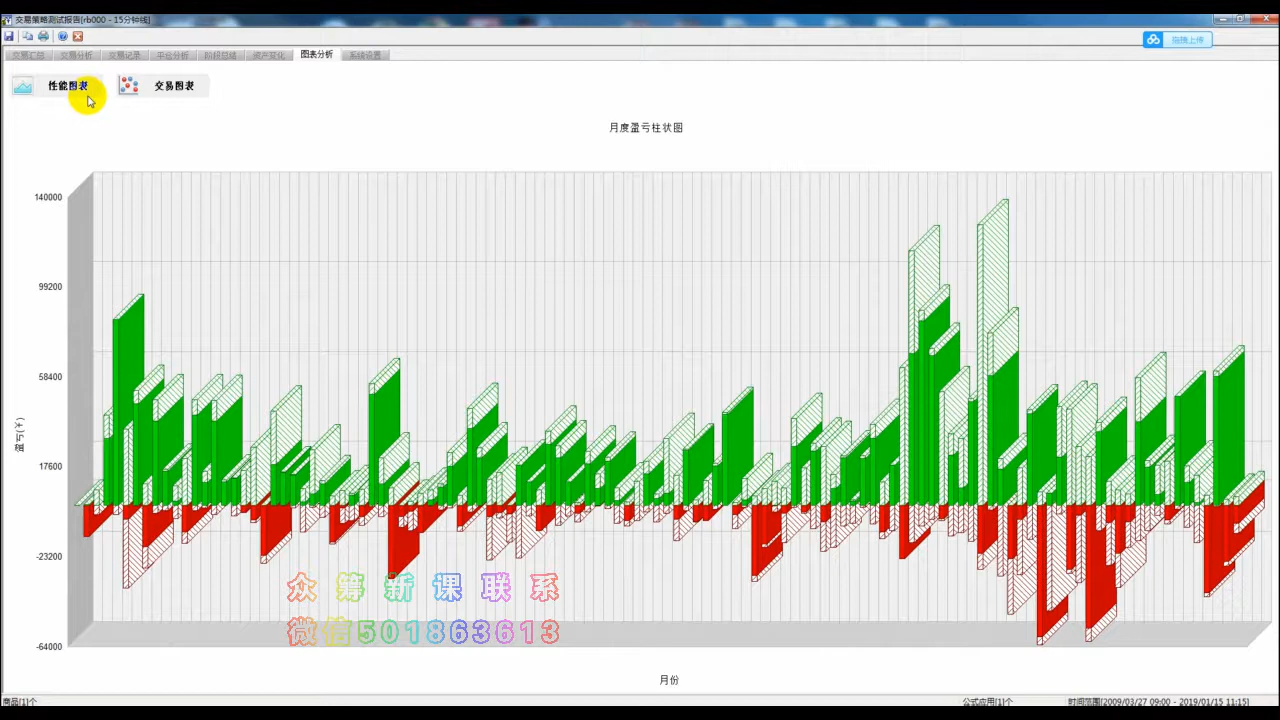 交易策略测试报告[rb000 - 15分钟线]
交易汇总 交易分析 交易记录 平仓分析 阶段总结 资产变化 图表分析 系统设置
拖拽上传
性能图表 交易图表
月度盈亏柱状图
140000
99200
58400
17600
-23200
-64000
盈亏(¥)
众筹新课联系
微信501863613
月份
商品[1]个 公式应用[1]个 时间范围[2009/03/27 09:00 - 2019/01/15 11:15]